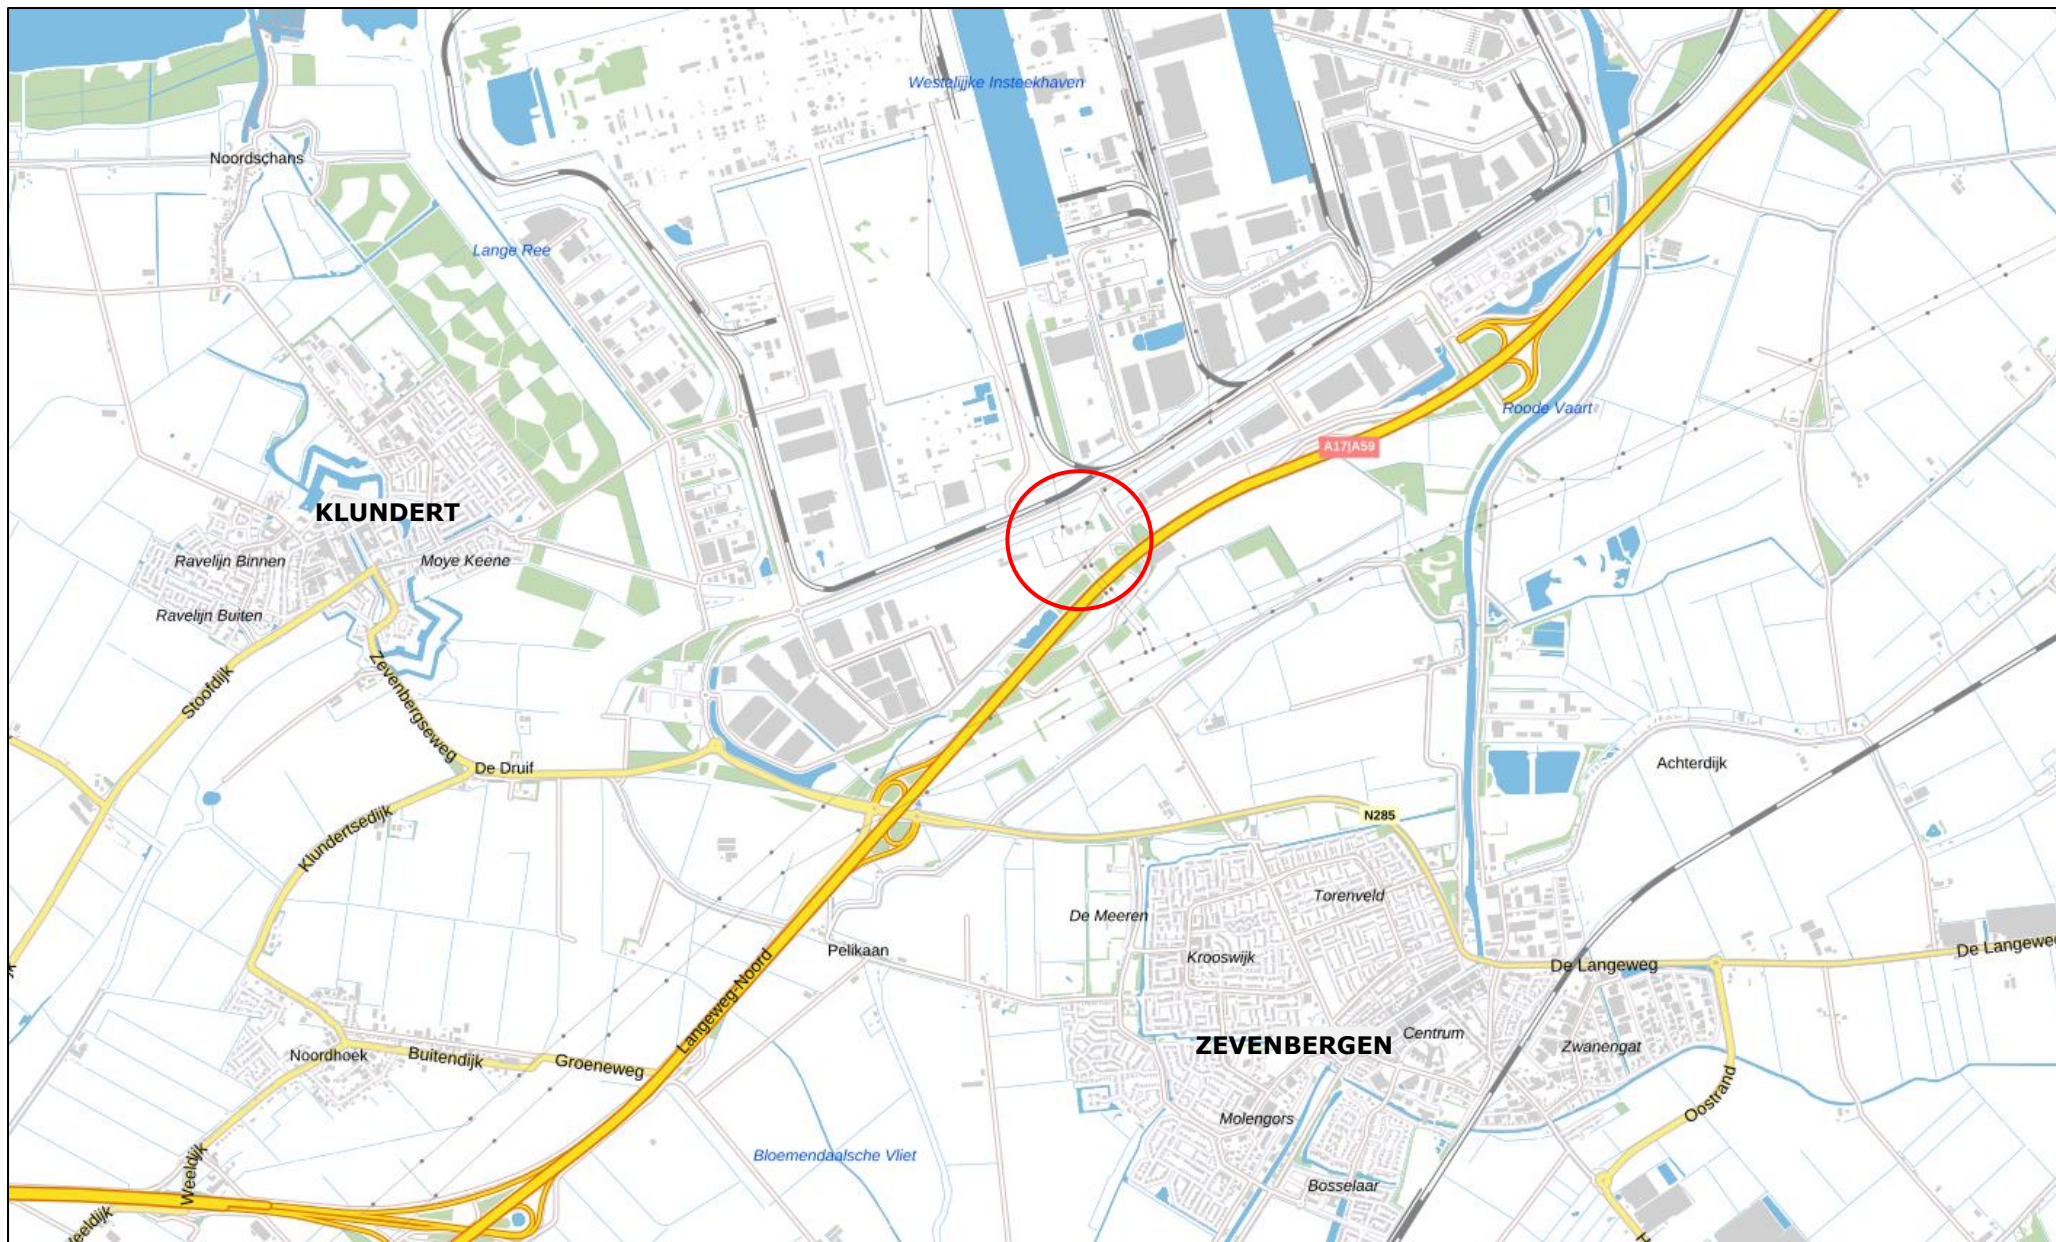 Westelijke Insteekhaven
Noordschans
Lange Ree
Roode Vaart
A17|A59
KLUNDERT
Ravelijn Binnen
Moye Keene
Ravelijn Buiten
Stoofdijk
Zevenbergseweg
De Druif
Achterdijk
Klundertsedijk
N285
Torenveld
De Meeren
Krooswijk
Pelikaan
De Langeweg
De Langeweg
Langeweg-Noord
Centrum
ZEVENBERGEN
Zwanengat
Noordhoek
Buitendijk
Groeneweg
Oostrand
Molengors
Bloemendaalsche Vliet
Weeldijk
Bosselaar
Weeldijk